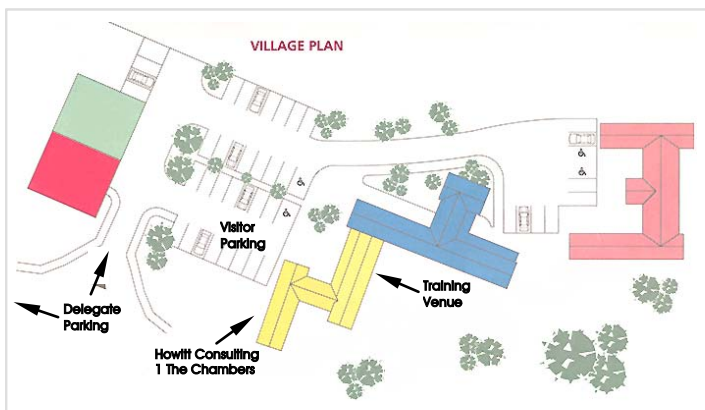 VILLAGE PLAN
Visitor
Parking
Delegate
Parking
Training
Venue
Howitt Consulting
1 The Chambers